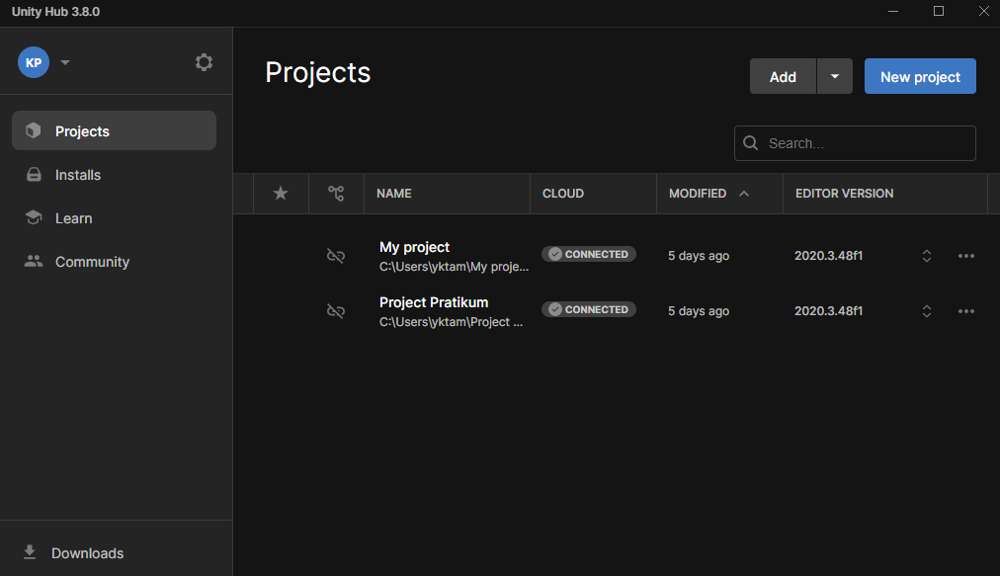 Unity Hub 3.8.0
KP
Projects
Installs
Learn
Community
Downloads
Projects
Add
New project
Search...
NAME CLOUD MODIFIED EDITOR VERSION
My project
C:\Users\yktam\My proje...
CONNECTED 5 days ago 2020.3.48f1
Project Pratikum
C:\Users\yktam\Project ...
CONNECTED 5 days ago 2020.3.48f1